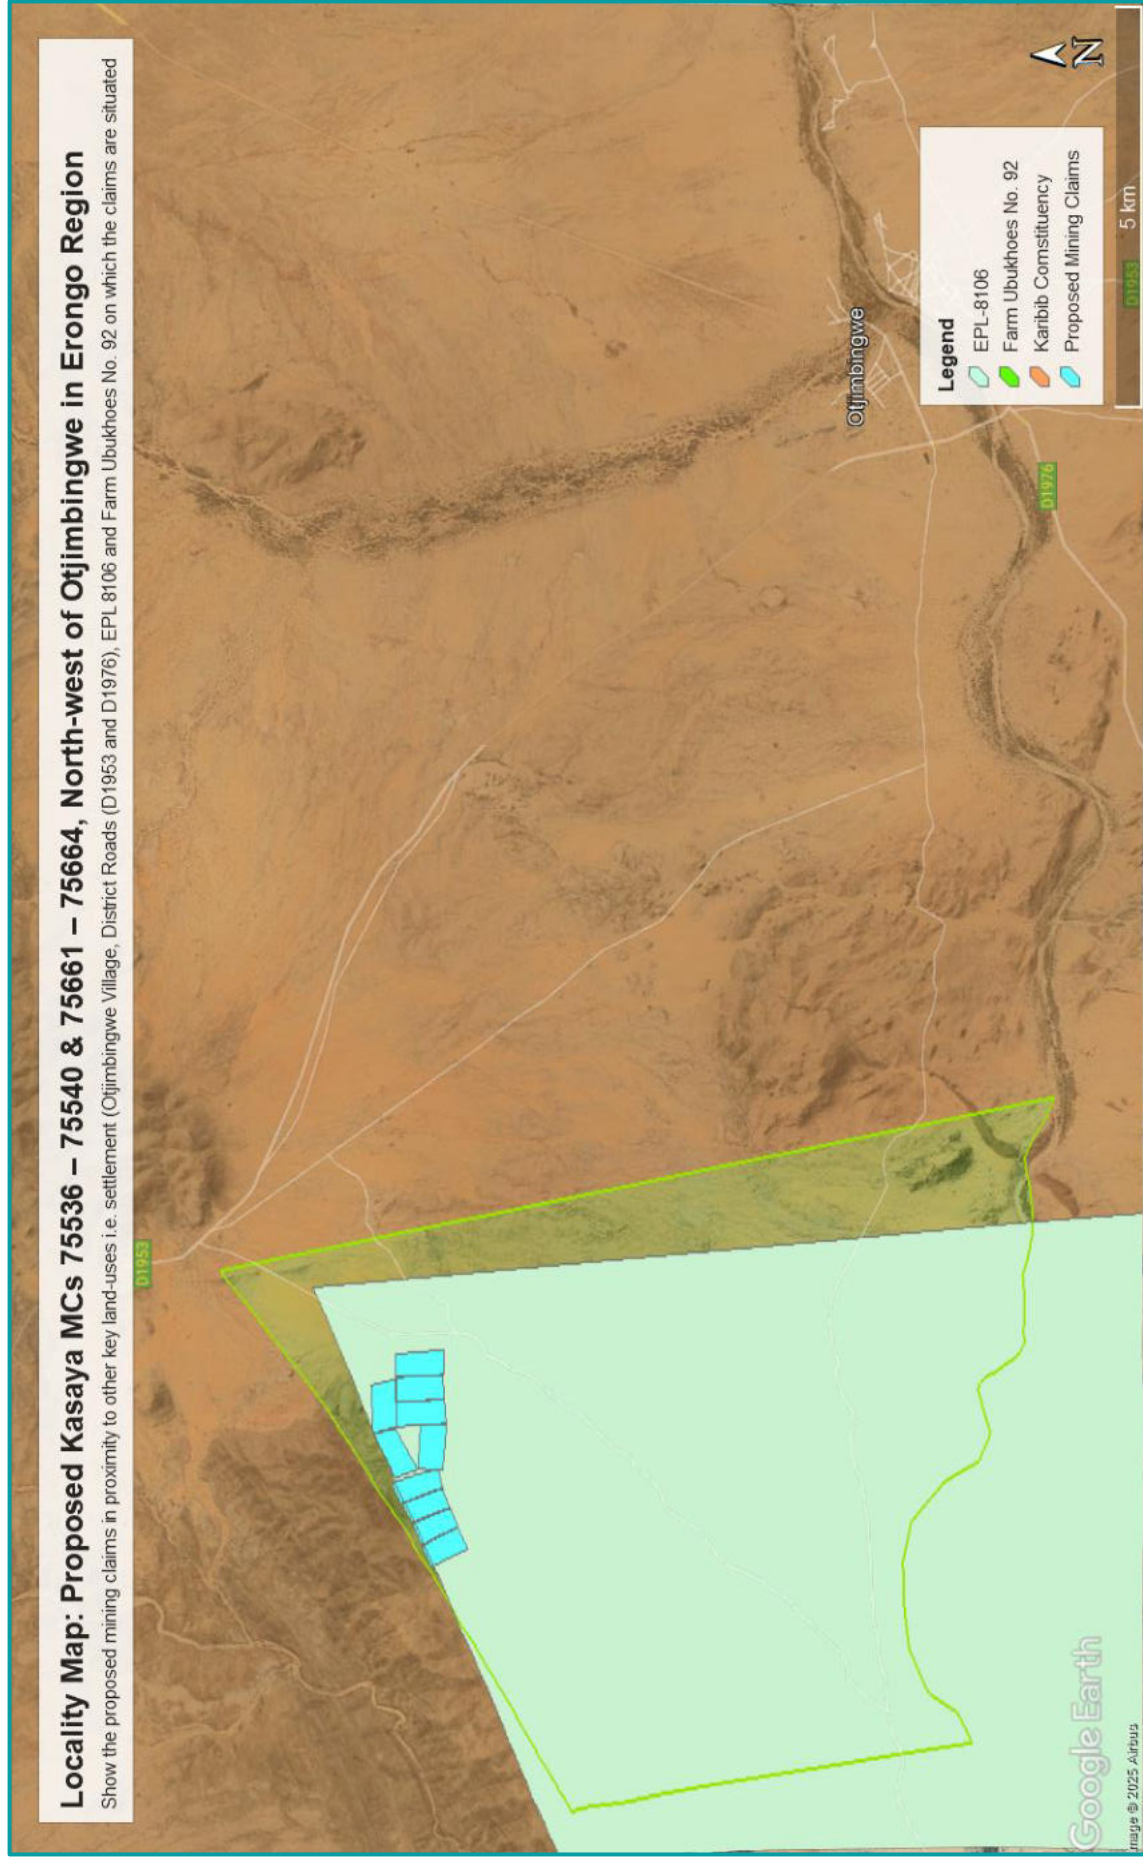 Locality Map: Proposed Kasaya MCs 75536 – 75540 & 75661 – 75664, North-west of Otjimbingwe in Erongo Region
Show the proposed mining claims in proximity to other key land-uses i.e. settlement (Otjimbingwe Village, District Roads (D1953 and D1976), EPL 8106 and Farm Ubukhoes No. 92 on which the claims are situated
D1953
Otjimbingwe
D1976
N
Legend
EPL-8106
Farm Ubukhoes No. 92
Karibib Comstituency
Proposed Mining Claims
Google Earth
Image © 2025 Airbus
D1953
5 km